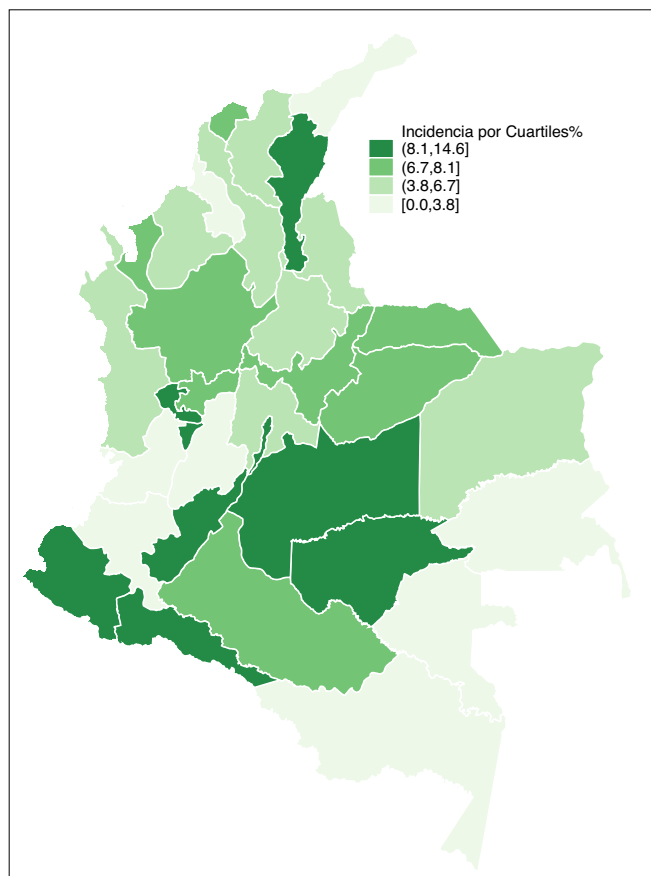 Incidencia por Cuartiles%
(8.1,14.6]
(6.7,8.1]
(3.8,6.7]
[0.0,3.8]